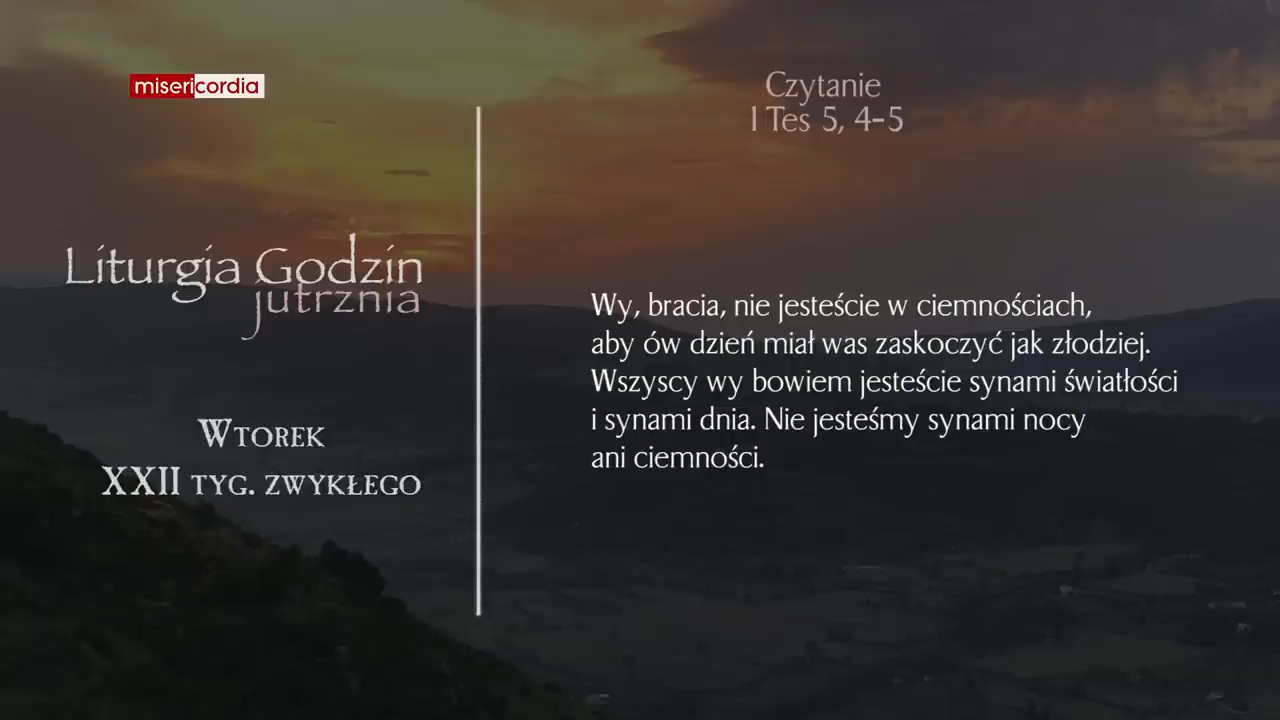 misericordia
Liturgia Godzin
jutrznia
Wtorek
XXII tyg. zwykłego
Czytanie
1 Tes 5, 4-5
Wy, bracia, nie jesteście w ciemnościach,
aby ów dzień miał was zaskoczyć jak złodziej.
Wszyscy wy bowiem jesteście synami światłości
i synami dnia. Nie jesteśmy synami nocy
ani ciemności.